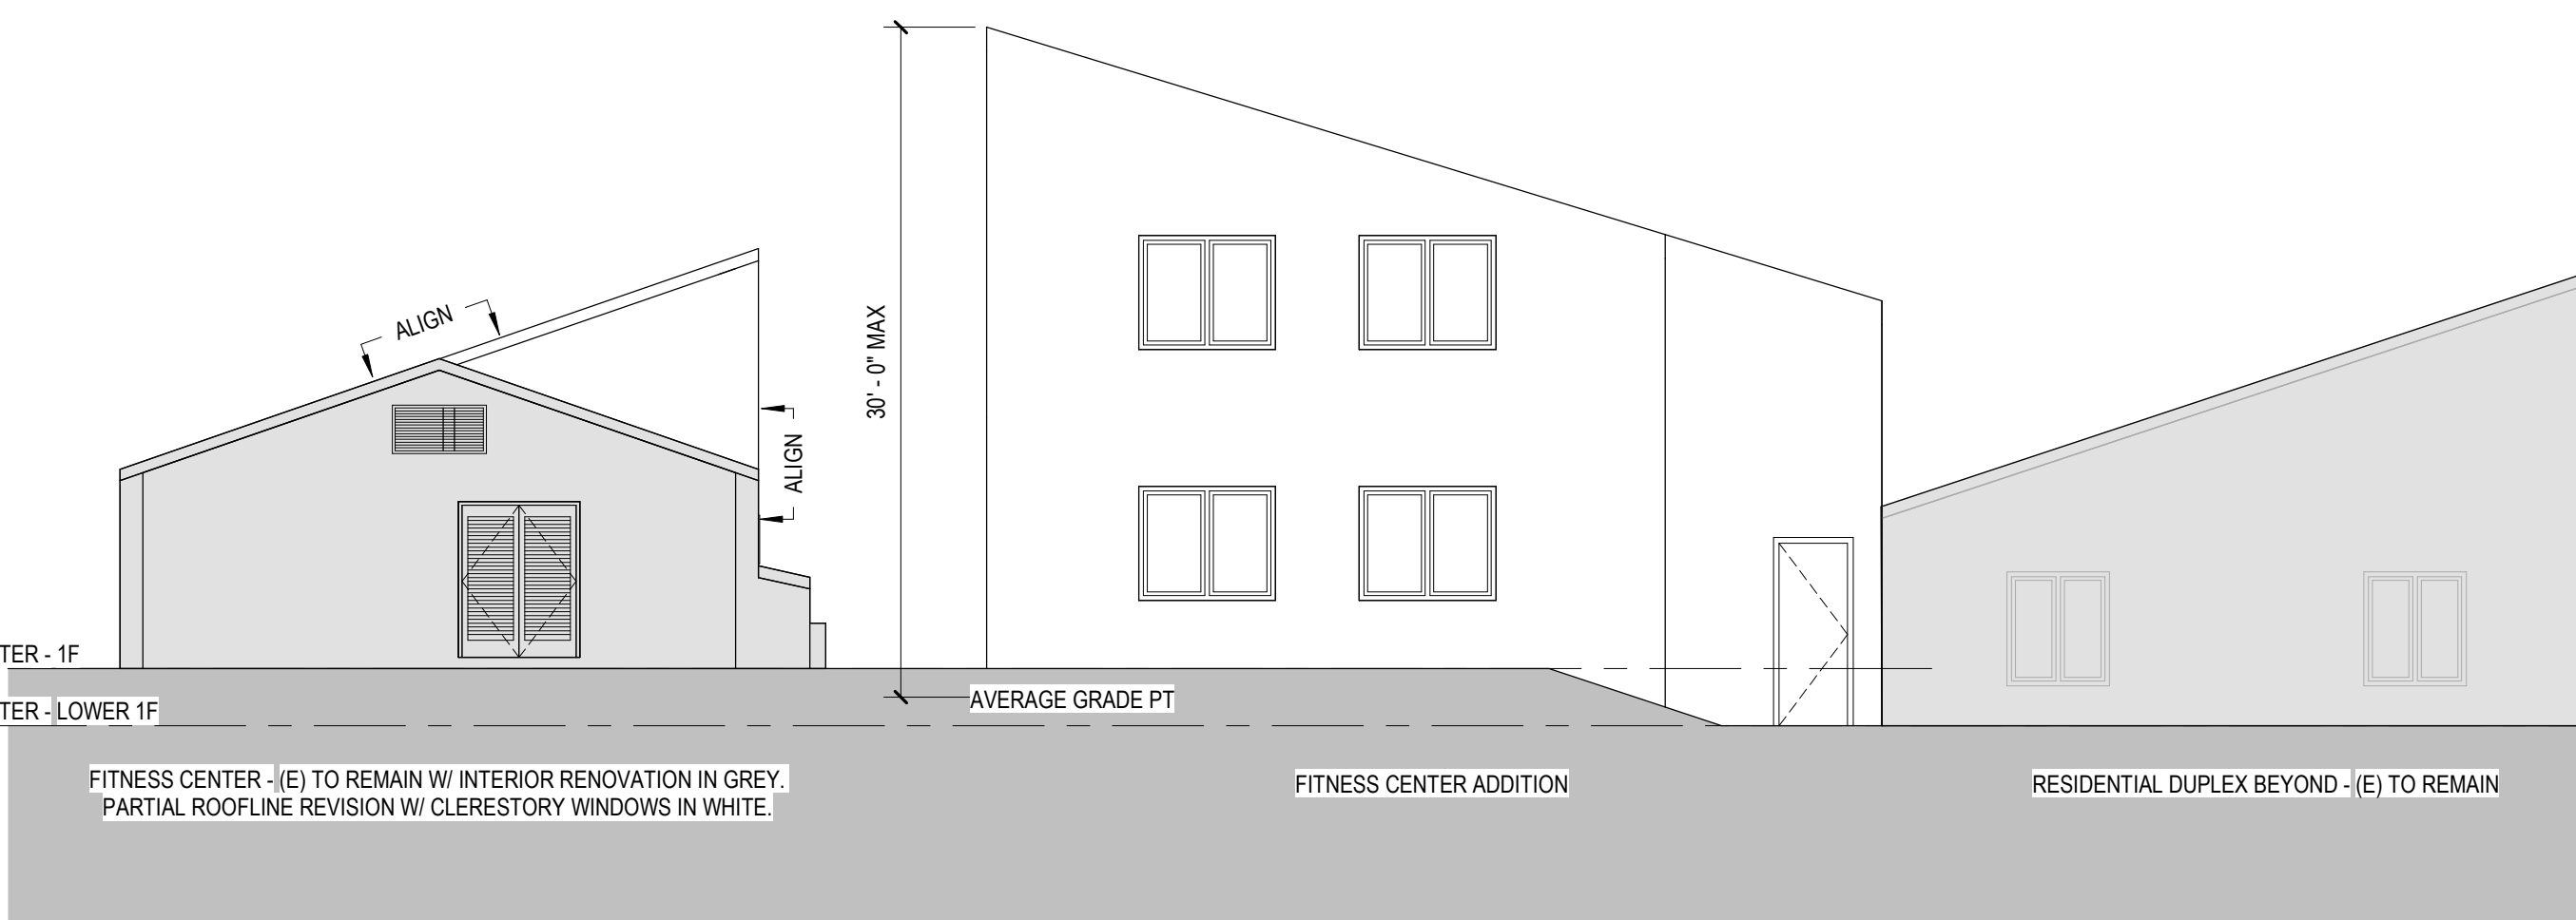 ALIGN
ALIGN
30' - 0" MAX
TER - 1F
AVERAGE GRADE PT
TER - LOWER 1F
FITNESS CENTER - (E) TO REMAIN W/ INTERIOR RENOVATION IN GREY.
PARTIAL ROOFLINE REVISION W/ CLERESTORY WINDOWS IN WHITE.
FITNESS CENTER ADDITION
RESIDENTIAL DUPLEX BEYOND - (E) TO REMAIN